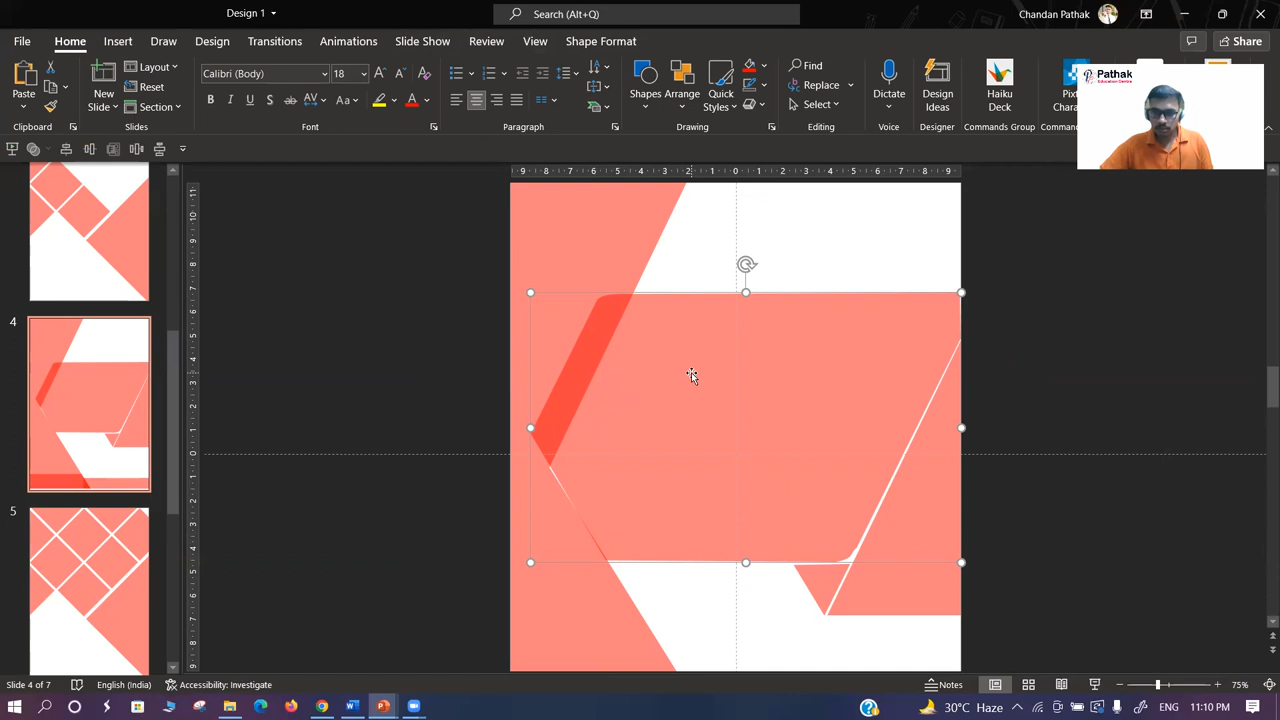 Design 1
Search (Alt+Q)
Chandan Pathak
File Home Insert Draw Design Transitions Animations Slide Show Review View Shape Format
Share
Paste
New
Slide
Layout
Reset
Section
Calibri (Body) 18
Shapes Arrange Quick
Styles
Find
Replace
Select
Dictate
Design
Ideas
Haiku
Deck
Clipboard Slides Font Paragraph Drawing Editing Voice Designer Commands Group
Pathak
Education Centre
4
5
Slide 4 of 7 English (India) Accessibility: Investigate Notes 75%
30°C Haze ENG 11:10 PM